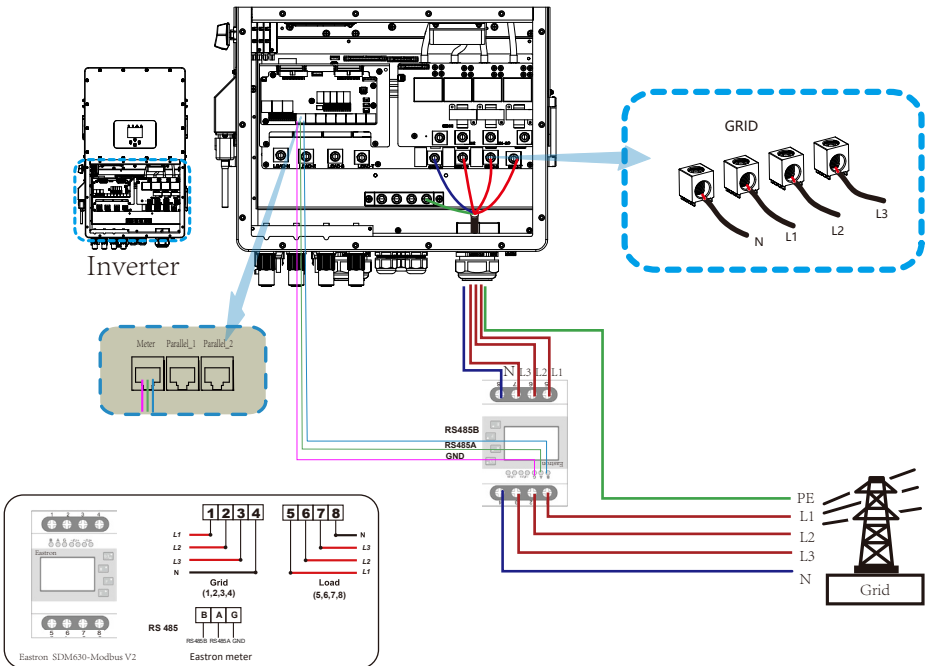 GRID
N
L1
L2
L3
Inverter
Meter
Parallel_1
Parallel_2
N L3 L2 L1
RS485B
RS485A
GND
Eastron
PE
L1
L2
L3
N
Grid
1 2 3 4
B A G
Eastron
5 6 7 8
Eastron SDM630-Modbus V2
1 2 3 4
L1
L2
L3
N
Grid
(1,2,3,4)
5 6 7 8
N
L3
L2
L1
Load
(5,6,7,8)
RS 485
B A G
RS485B RS485A GND
Eastron meter